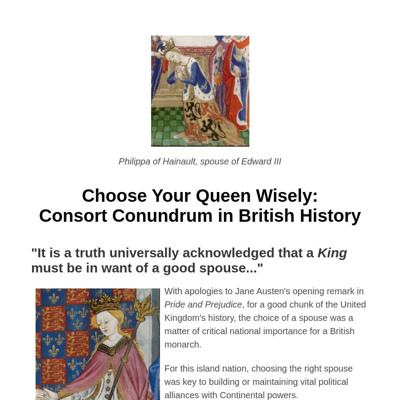 Philippa of Hainault, spouse of Edward III
Choose Your Queen Wisely:
Consort Conundrum in British History
"It is a truth universally acknowledged that a King
must be in want of a good spouse..."
With apologies to Jane Austen's opening remark in
Pride and Prejudice, for a good chunk of the United
Kingdom's history, the choice of a spouse was a
matter of critical national importance for a British
monarch.
For this island nation, choosing the right spouse
was key to building or maintaining vital political
alliances with Continental powers.